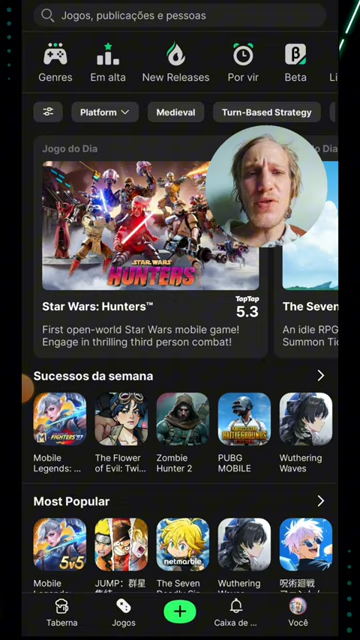 Jogos, publicações e pessoas
Genres
Em alta
New Releases
Por vir
Beta
Platform
Medieval
Turn-Based Strategy
Jogo do Dia
STAR WARS
HUNTERS
Star Wars: Hunters™
TapTap
5.3
First open-world Star Wars mobile game!
Engage in thrilling third person combat!
The Seven
An idle RPG
Sucessos da semana
Mobile
Legends: ...
The Flower
of Evil: Twi...
Zombie
Hunter 2
PUBG
MOBILE
Wuthering
Waves
Most Popular
5v5
netmarble
Mobile
JUMP：群星
The Seven
Wuthering
Waves
呪術廻戦
Taberna
Jogos
Caixa de ...
Você